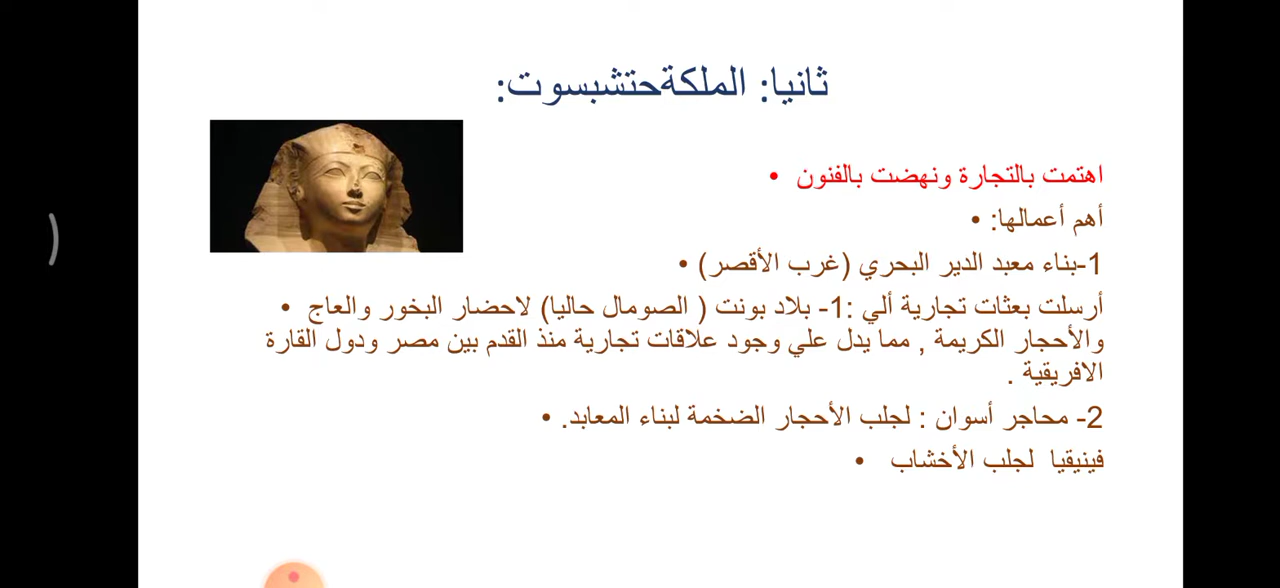 ثانيا: الملكةحتشبسوت:
اهتمت بالتجارة ونهضت بالفنون •
أهم أعمالها: •
1-بناء معبد الدير البحري (غرب الأقصر) •
أرسلت بعثات تجارية ألي :1- بلاد بونت ( الصومال حاليا) لاحضار البخور والعاج •
والأحجار الكريمة , مما يدل علي وجود علاقات تجارية منذ القدم بين مصر ودول القارة
الافريقية .
2- محاجر أسوان : لجلب الأحجار الضخمة لبناء المعابد. •
فينيقيا لجلب الأخشاب •